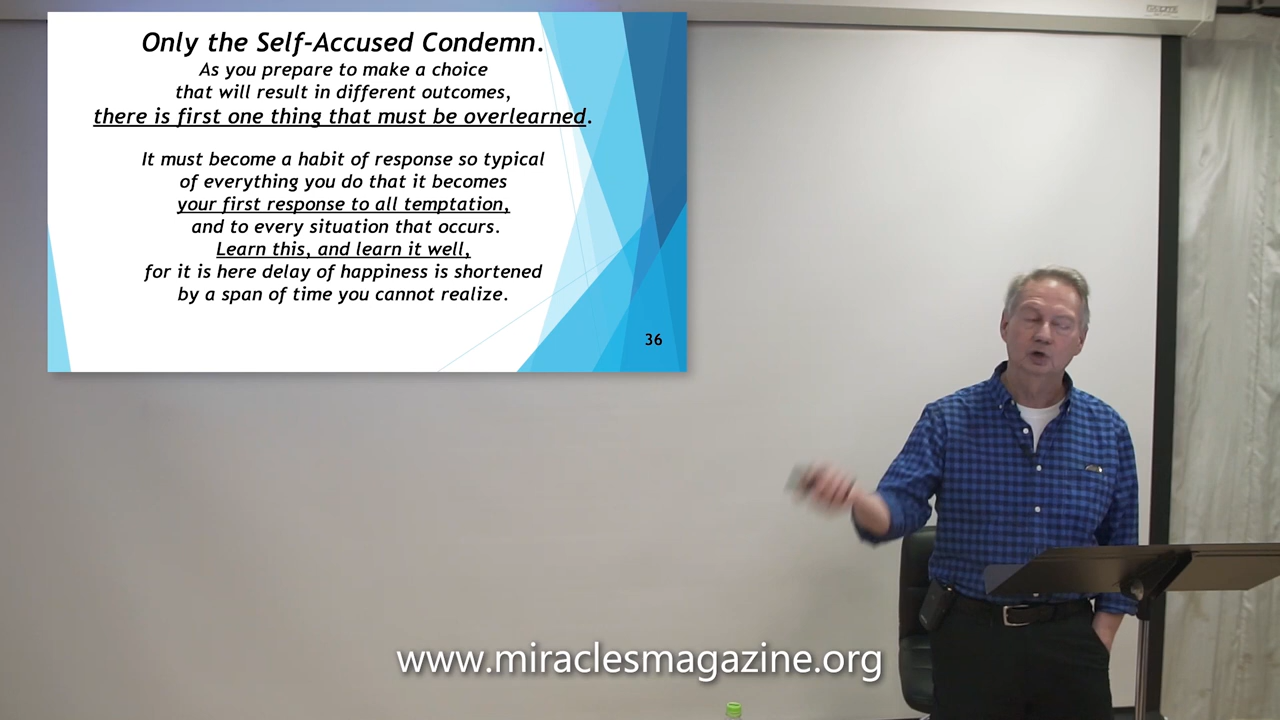 Only the Self-Accused Condemn.
As you prepare to make a choice
that will result in different outcomes,
there is first one thing that must be overlearned.
It must become a habit of response so typical
of everything you do that it becomes
your first response to all temptation,
and to every situation that occurs.
Learn this, and learn it well,
for it is here delay of happiness is shortened
by a span of time you cannot realize.
36
www.miraclesmagazine.org